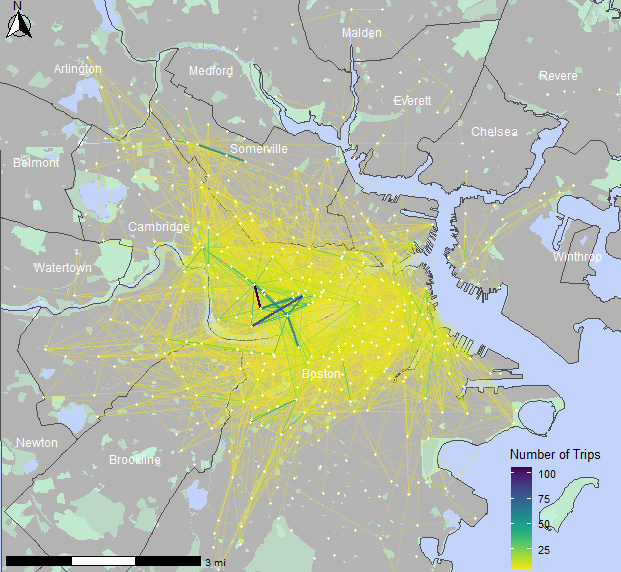 N
Malden
Arlington
Medford
Revere
Everett
Chelsea
Somerville
Belmont
Cambridge
Winthrop
Watertown
Boston
Newton
Brookline
Number of Trips
100
75
50
25
3 mi